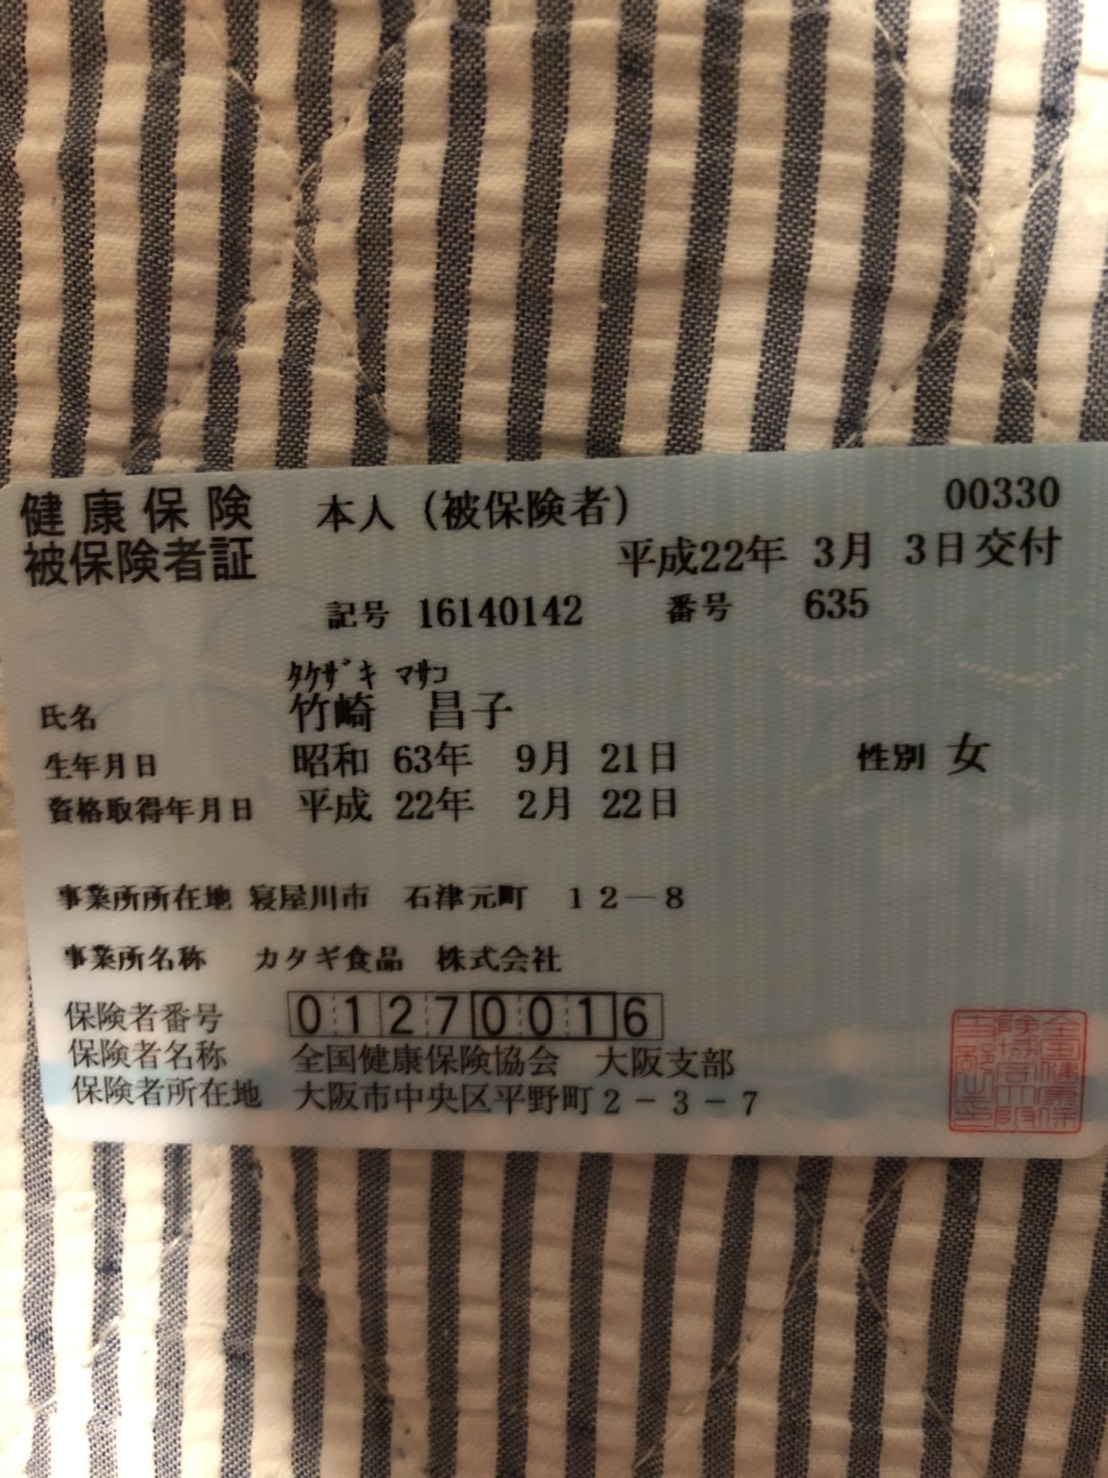 健康保険 本人（被保険者） 00330
被保険者証 平成22年 3月 3日交付
記号 16140142 番号 635
ﾀｹｻﾞｷ ﾏｻｺ
氏名 竹崎 昌子
生年月日 昭和 63年 9月 21日 性別 女
資格取得年月日 平成 22年 2月 22日
事業所所在地 寝屋川市 石津元町 １２－８
事業所名称 カタギ食品 株式会社
保険者番号 01270016
保険者名称 全国健康保険協会 大阪支部
保険者所在地 大阪市中央区平野町２－３－７